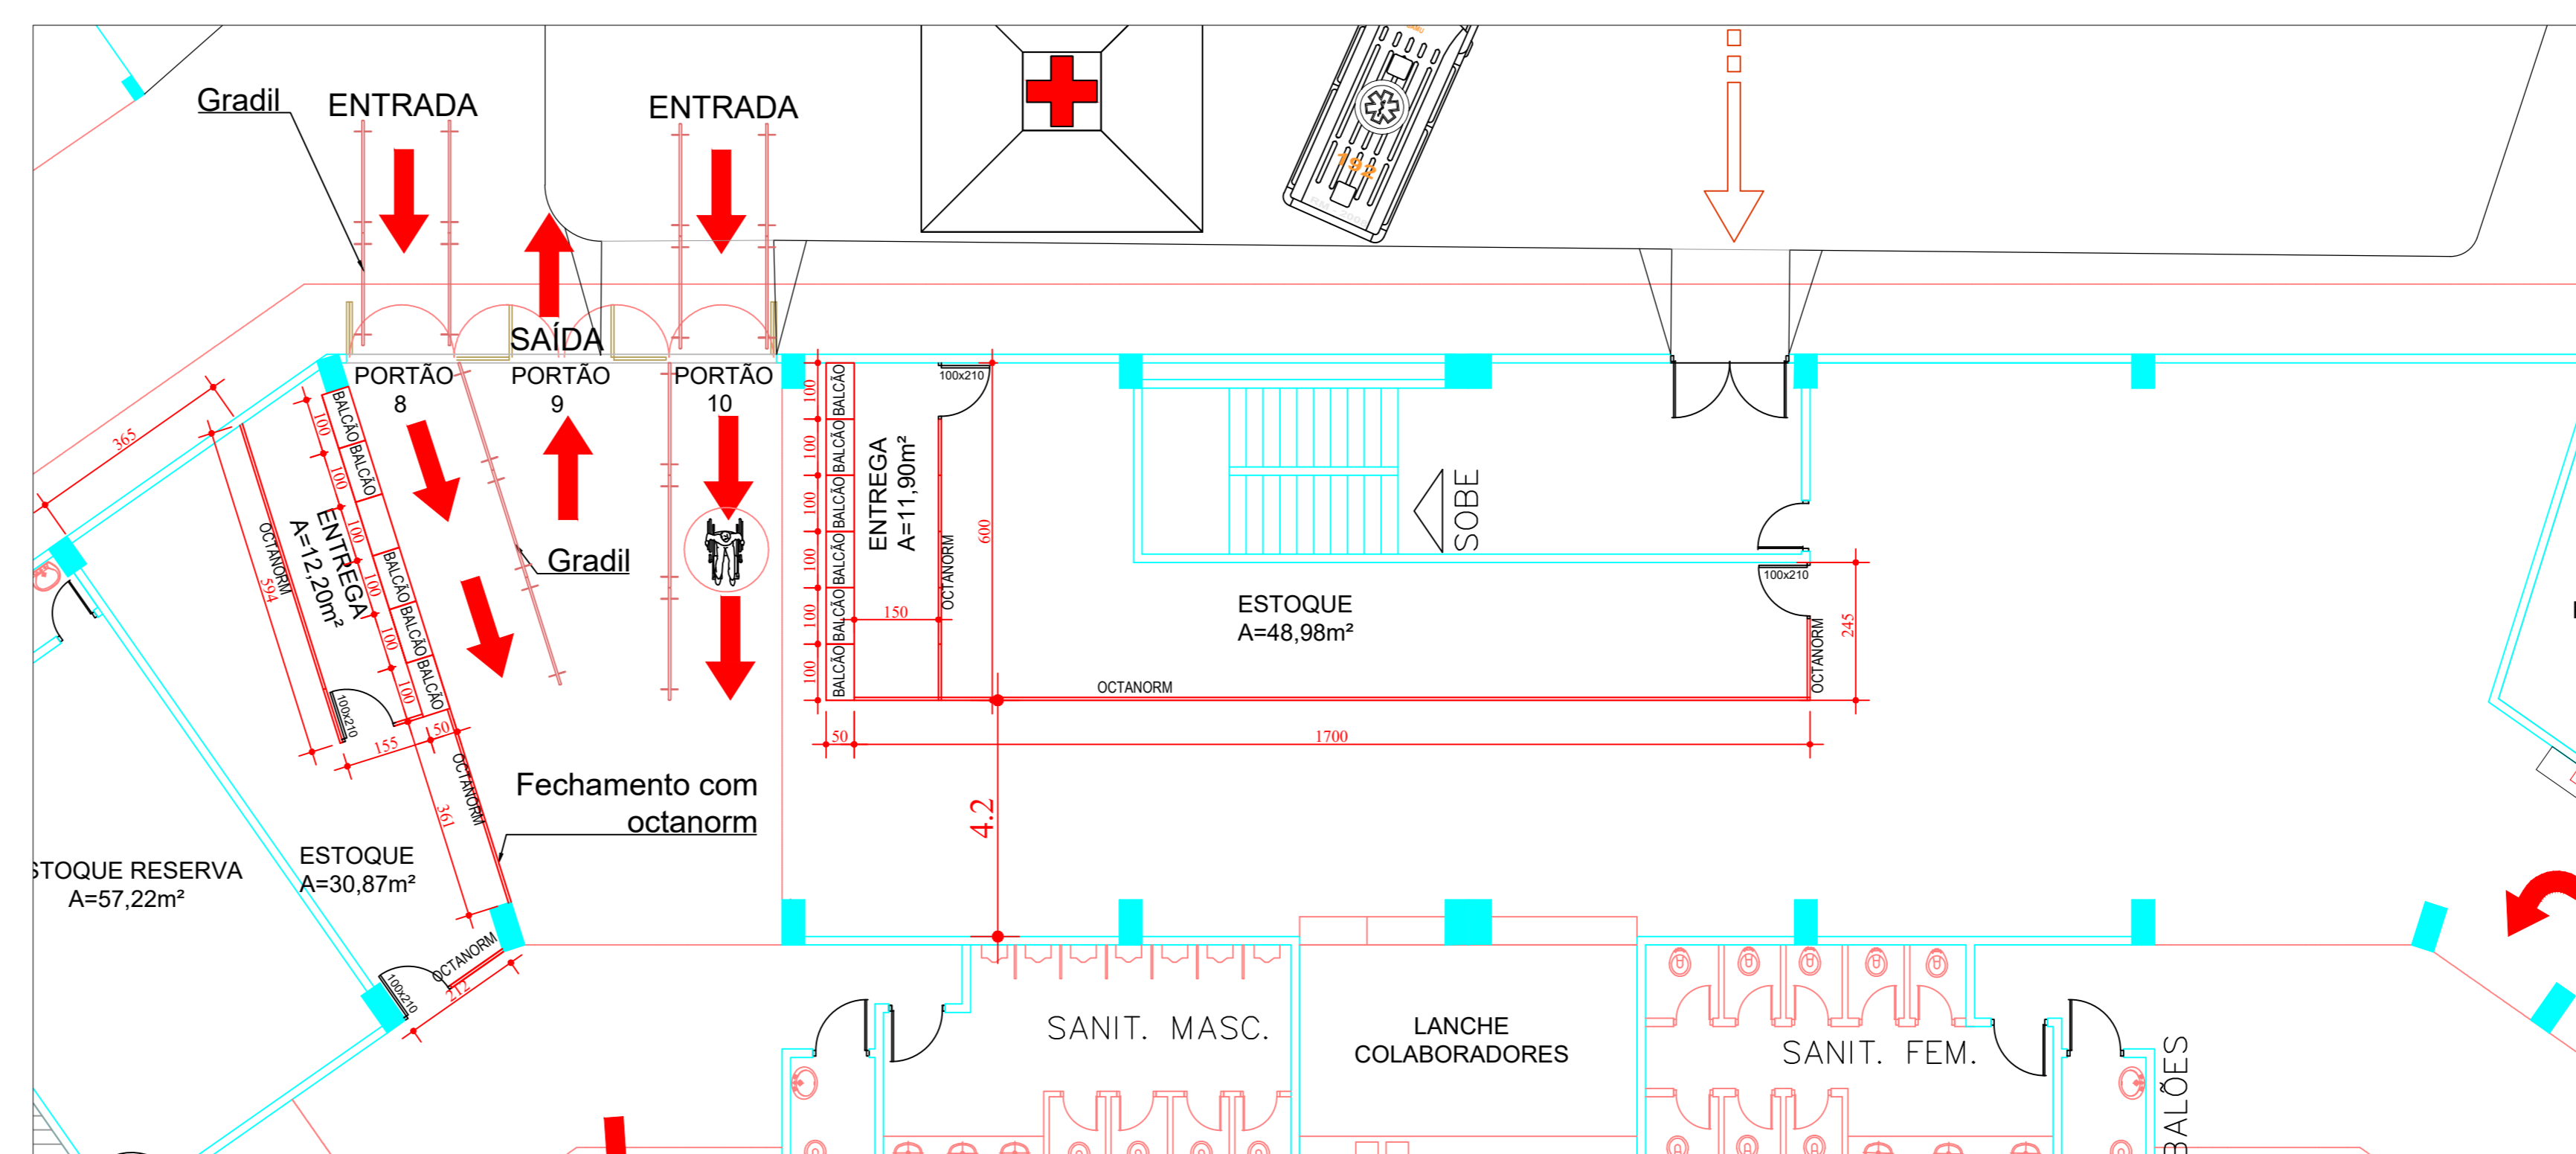 SAMU
Gradil
ENTRADA
ENTRADA
192
RM - 2005
SAÍDA
PORTÃO
8
PORTÃO
9
PORTÃO
10
365
BALCÃO
BALCÃO
BALCÃO
BALCÃO
BALCÃO
100
100
100
100
100
100
ENTREGA
A=12,20m²
OCTANORM
594
100x210
155
50
OCTANORM
361
Gradil
100
100
100
100
100
100
BALCÃO
BALCÃO
BALCÃO
BALCÃO
BALCÃO
BALCÃO
ENTREGA
A=11,90m²
100x210
OCTANORM
600
150
SOBE
ESTOQUE
A=48,98m²
100x210
245
OCTANORM
OCTANORM
50
1700
4.2
Fechamento com
octanorm
STOQUE RESERVA
A=57,22m²
ESTOQUE
A=30,87m²
OCTANORM
100x210
212
SANIT. MASC.
LANCHE
COLABORADORES
SANIT. FEM.
BALÕES